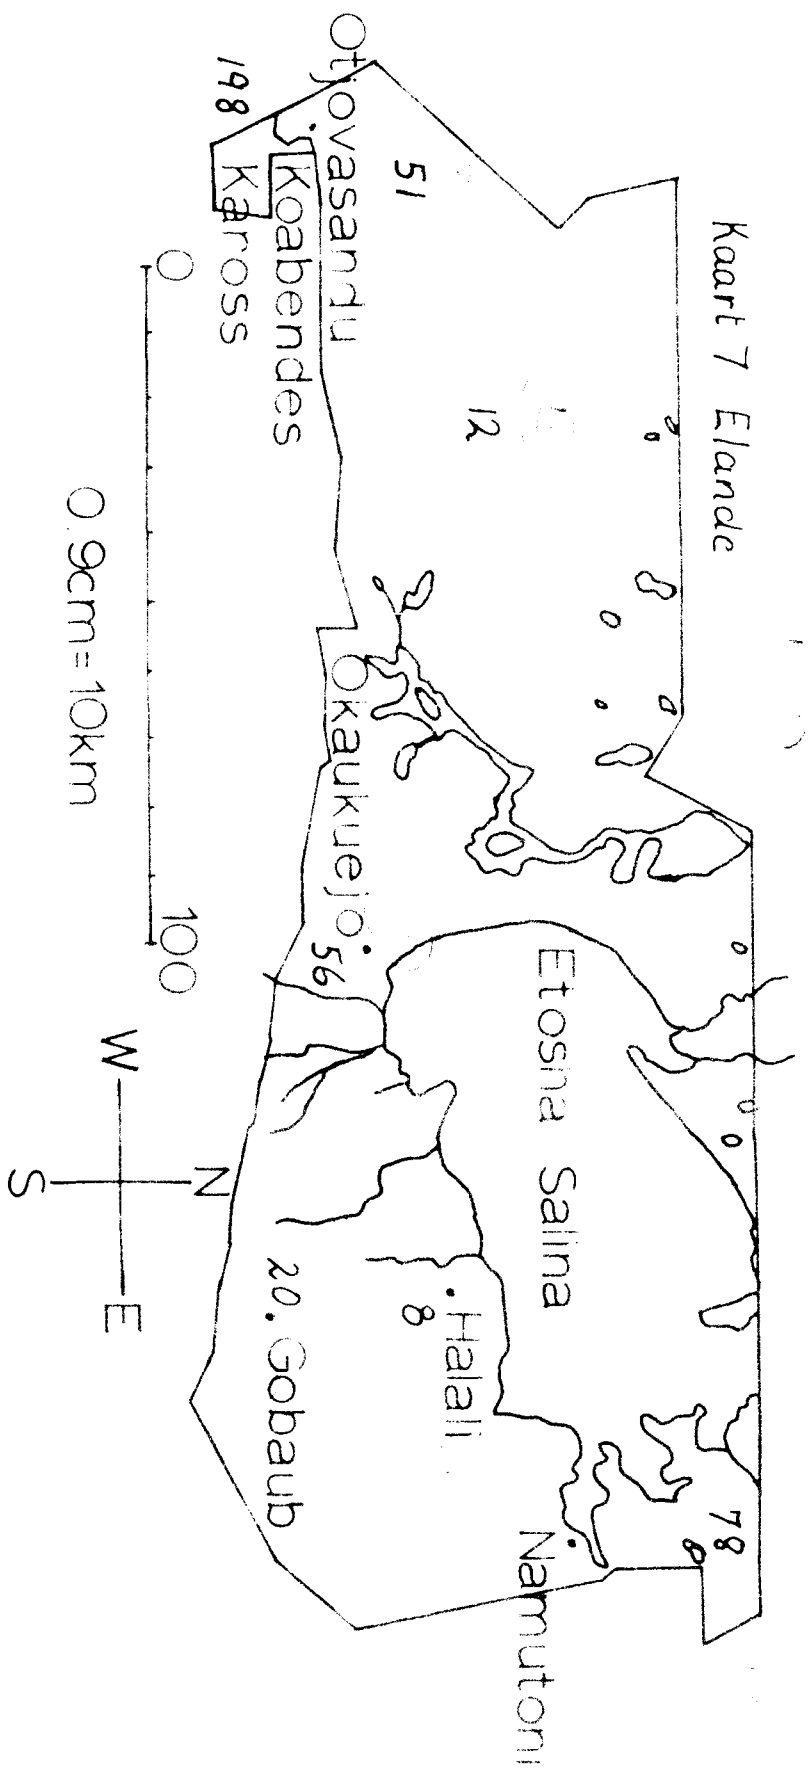 Kaart 7 Elande
51
12
Otjovasandu
Koabendes
Kaross
198
Okaukuejo
56
Etosha Salina
Halali
8
20
Gobaub
Namutoni
78
0
100
0.9cm=10km
W
N
S
E